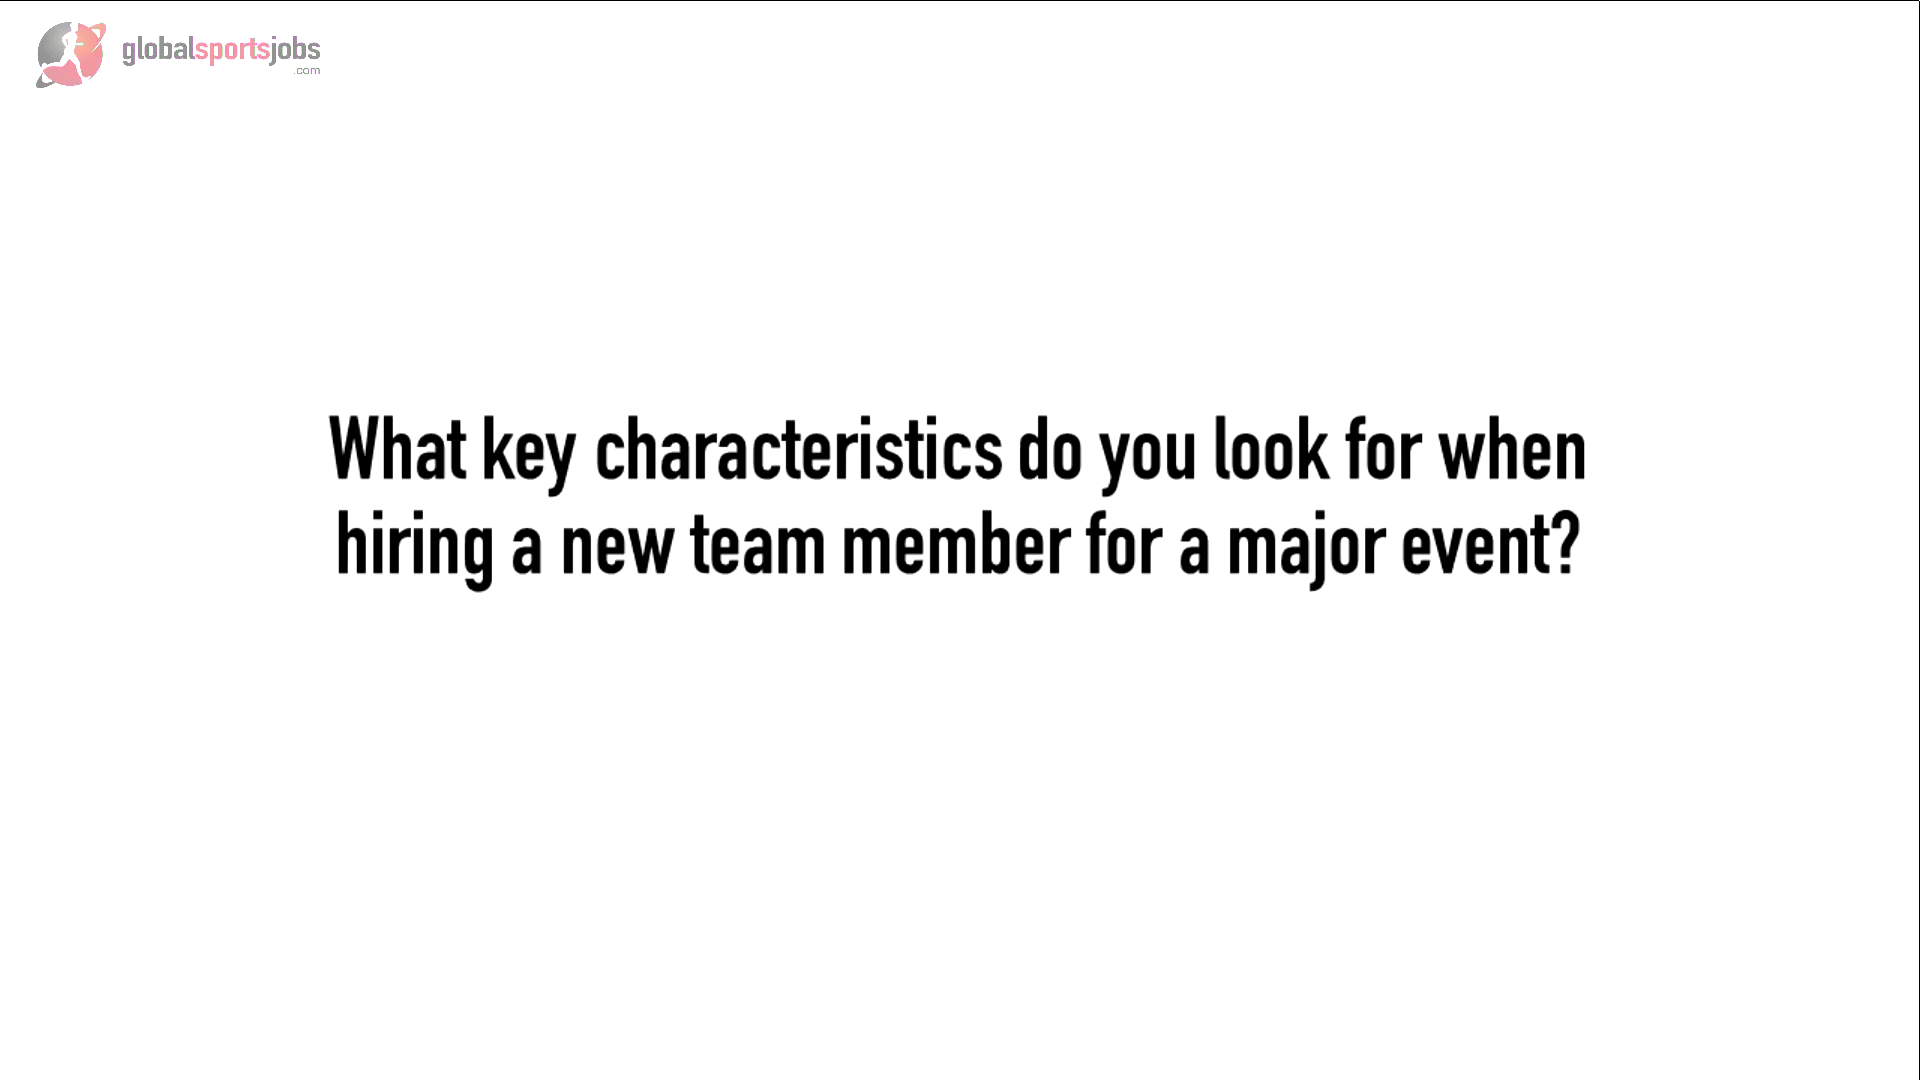 globalsportsjobs
.com
What key characteristics do you look for when
hiring a new team member for a major event?